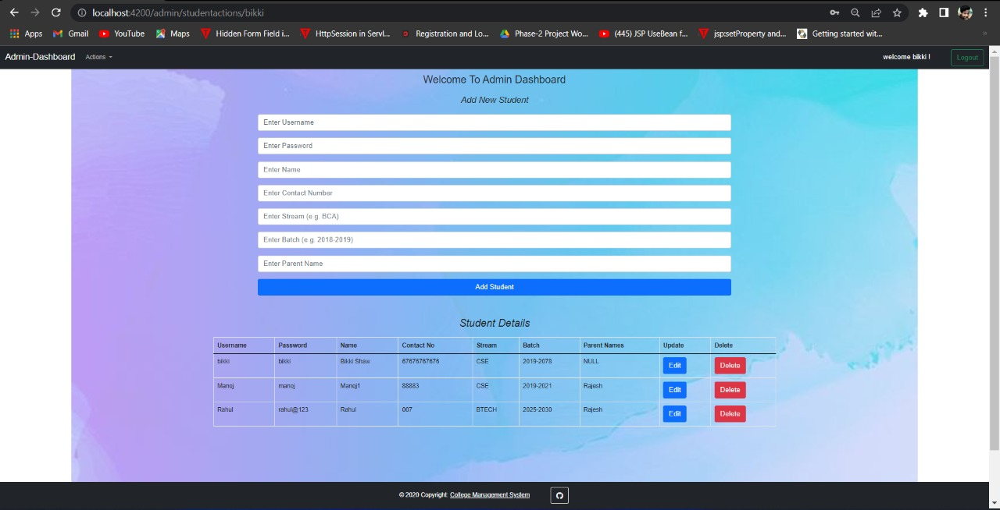 localhost:4200/admin/studentactions/bikki
Apps Gmail YouTube Maps Hidden Form Field i... HttpSession in Servl... Registration and Lo... Phase-2 Project Wo... (445) JSP UseBean f... jsp:setProperty and... Getting started wit... »
Admin-Dashboard Actions welcome bikki ! Logout
Welcome To Admin Dashboard
Add New Student
Enter Username
Enter Password
Enter Name
Enter Contact Number
Enter Stream (e.g. BCA)
Enter Batch (e.g. 2018-2019)
Enter Parent Name
Add Student
Student Details
Username Password Name Contact No Stream Batch Parent Names Update Delete
bikki bikki Bikki Shaw 67676767676 CSE 2019-2078 NULL Edit Delete
Manoj manoj Manoj1 88883 CSE 2019-2021 Rajesh Edit Delete
Rahul rahul@123 Rahul 007 BTECH 2025-2030 Rajesh Edit Delete
© 2020 Copyright: College Management System